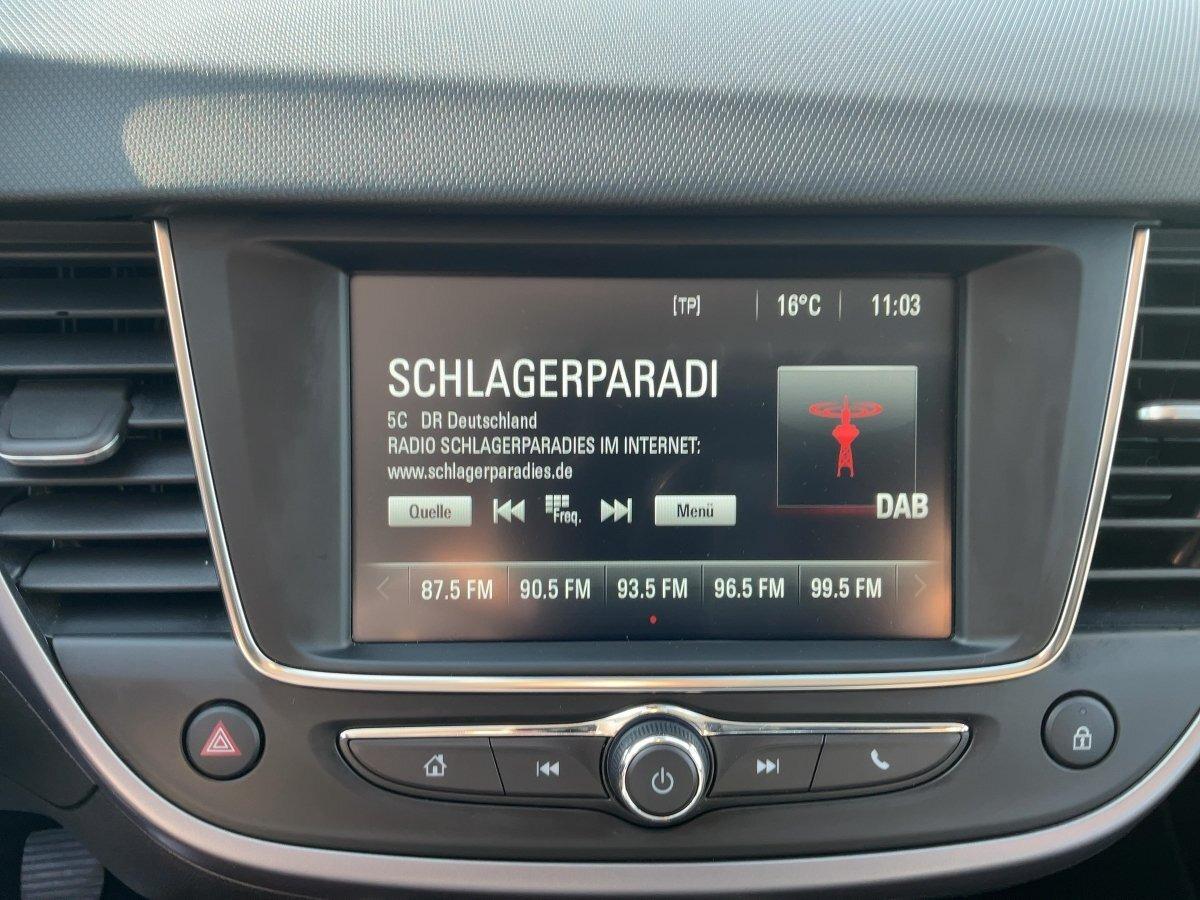 [TP] 16°C 11:03
SCHLAGERPARADI
5C DR Deutschland
RADIO SCHLAGERPARADIES IM INTERNET:
www.schlagerparadies.de
Quelle Freq. Menü
DAB
87.5 FM 90.5 FM 93.5 FM 96.5 FM 99.5 FM